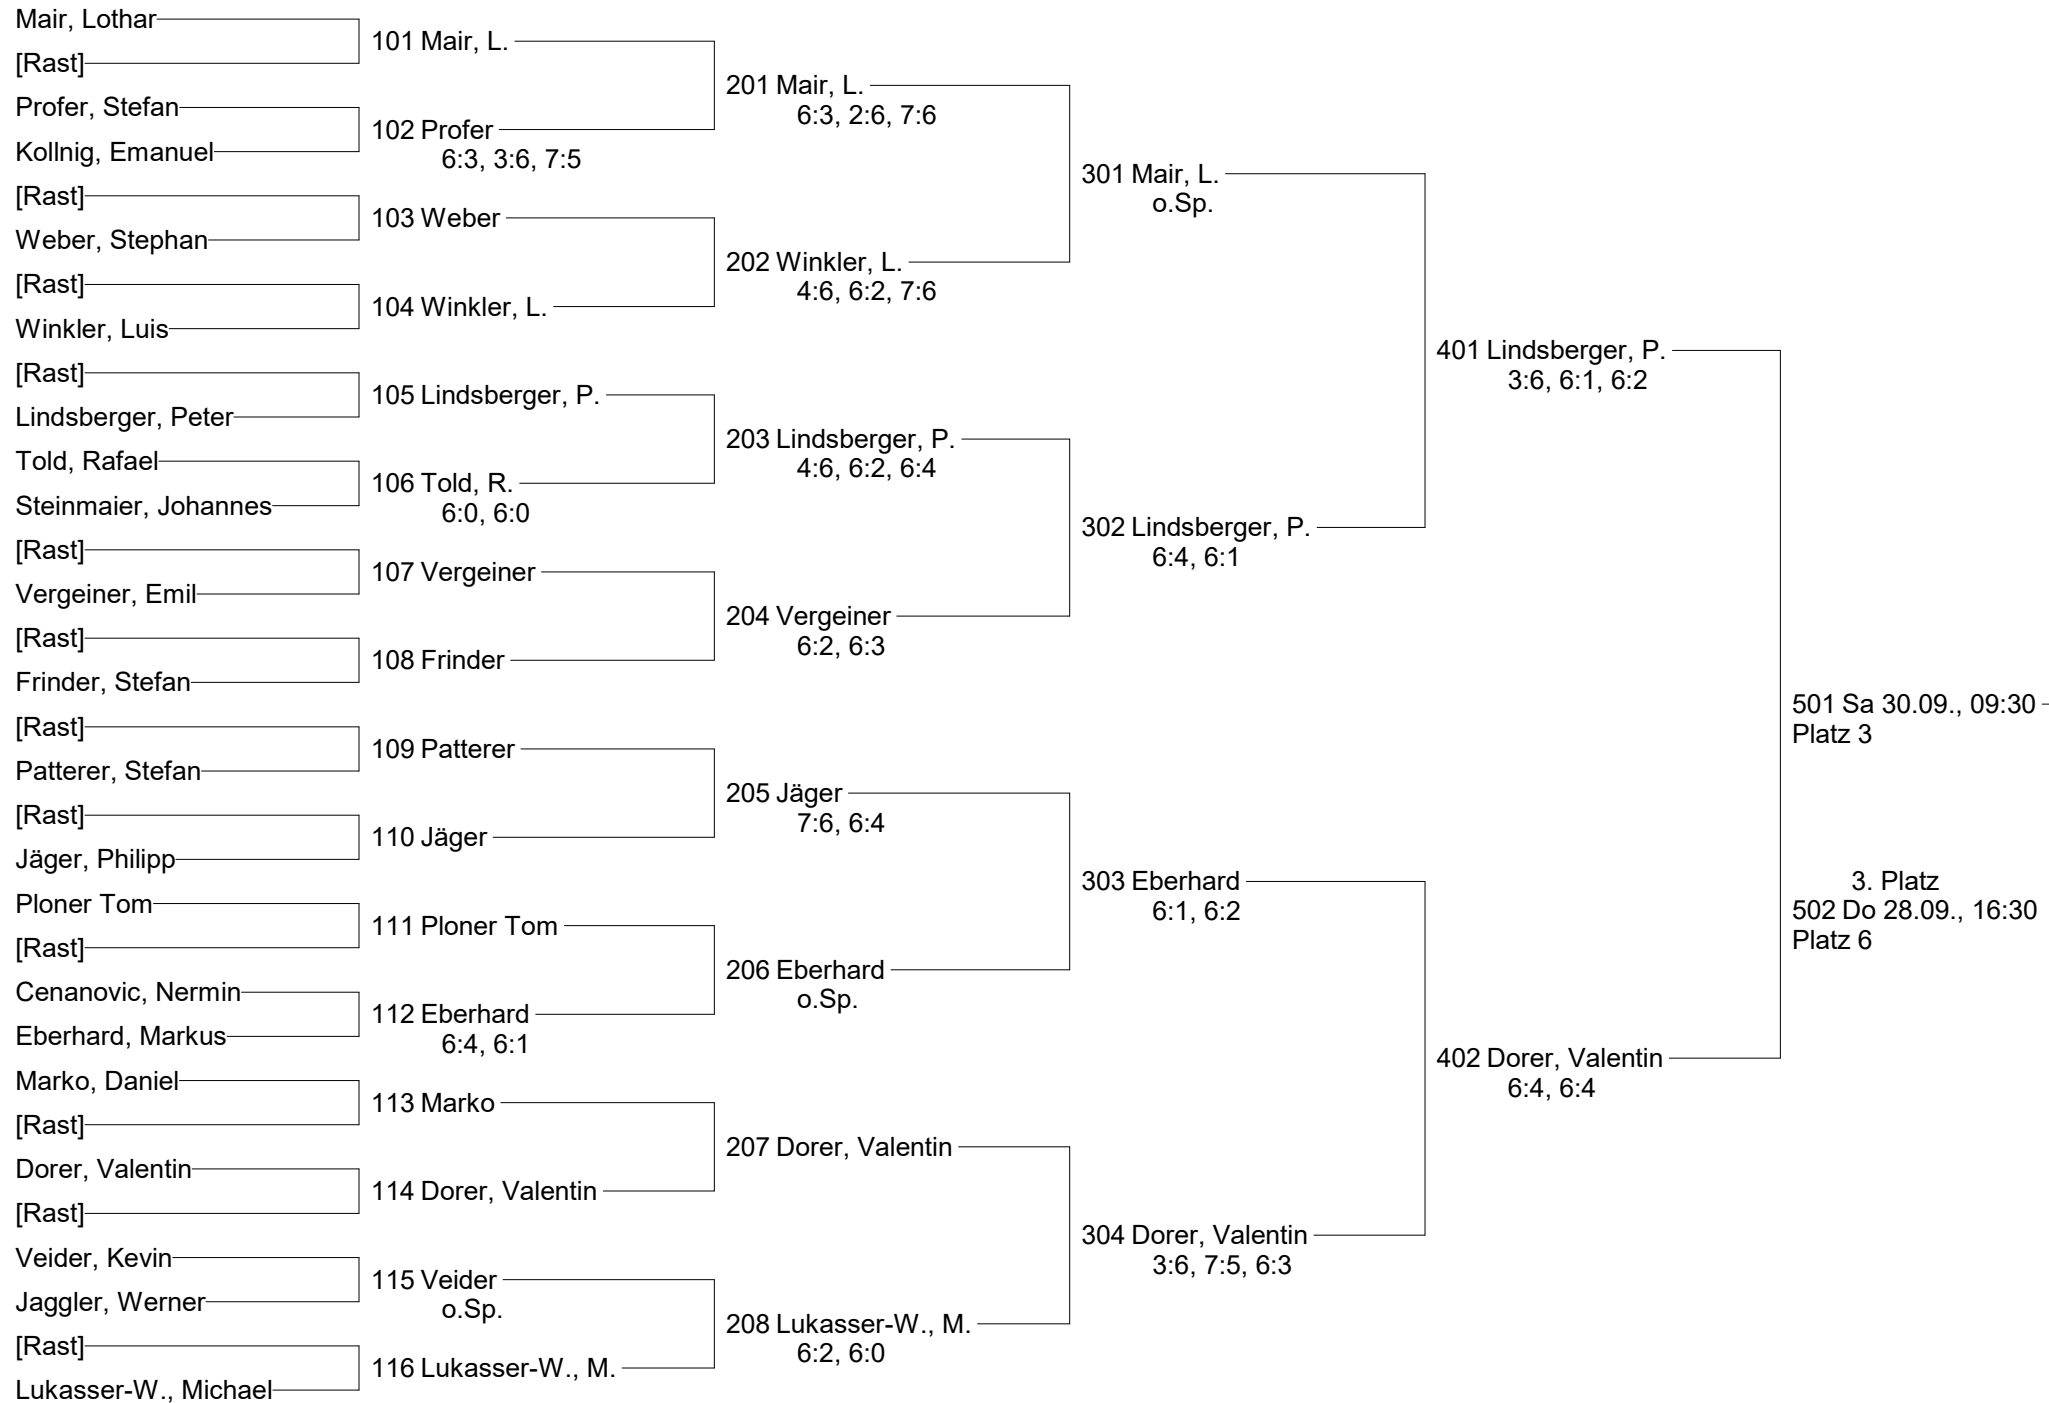 Mair, Lothar
[Rast]
Profer, Stefan
Kollnig, Emanuel
[Rast]
Weber, Stephan
[Rast]
Winkler, Luis
[Rast]
Lindsberger, Peter
Told, Rafael
Steinmaier, Johannes
[Rast]
Vergeiner, Emil
[Rast]
Frinder, Stefan
[Rast]
Patterer, Stefan
[Rast]
Jäger, Philipp
Ploner Tom
[Rast]
Cenanovic, Nermin
Eberhard, Markus
Marko, Daniel
[Rast]
Dorer, Valentin
[Rast]
Veider, Kevin
Jaggler, Werner
[Rast]
Lukasser-W., Michael
101 Mair, L.
102 Profer
6:3, 3:6, 7:5
103 Weber
104 Winkler, L.
105 Lindsberger, P.
106 Told, R.
6:0, 6:0
107 Vergeiner
108 Frinder
109 Patterer
110 Jäger
111 Ploner Tom
112 Eberhard
6:4, 6:1
113 Marko
114 Dorer, Valentin
115 Veider
o.Sp.
116 Lukasser-W., M.
201 Mair, L.
6:3, 2:6, 7:6
202 Winkler, L.
4:6, 6:2, 7:6
203 Lindsberger, P.
4:6, 6:2, 6:4
204 Vergeiner
6:2, 6:3
205 Jäger
7:6, 6:4
206 Eberhard
o.Sp.
207 Dorer, Valentin
208 Lukasser-W., M.
6:2, 6:0
301 Mair, L.
o.Sp.
302 Lindsberger, P.
6:4, 6:1
303 Eberhard
6:1, 6:2
304 Dorer, Valentin
3:6, 7:5, 6:3
401 Lindsberger, P.
3:6, 6:1, 6:2
402 Dorer, Valentin
6:4, 6:4
501 Sa 30.09., 09:30
Platz 3
3. Platz
502 Do 28.09., 16:30
Platz 6